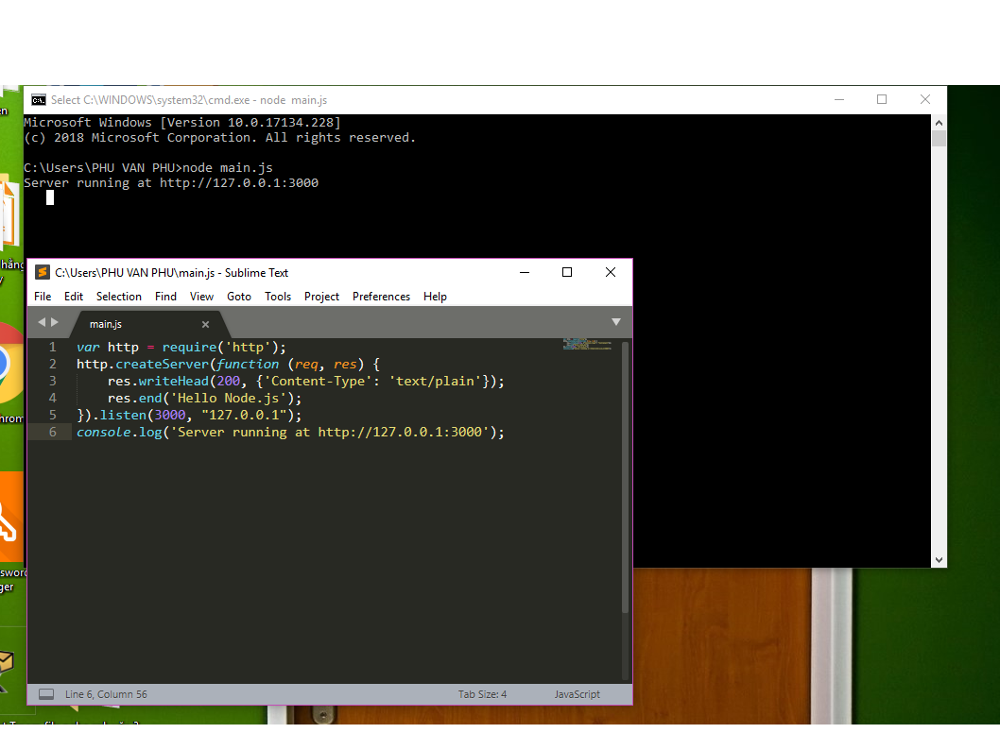 en
Select C:\WINDOWS\system32\cmd.exe - node  main.js
Microsoft Windows [Version 10.0.17134.228]
(c) 2018 Microsoft Corporation. All rights reserved.
C:\Users\PHU VAN PHU>node main.js
Server running at http://127.0.0.1:3000
C:\Users\PHU VAN PHU\main.js - Sublime Text
File Edit Selection Find View Goto Tools Project Preferences Help
main.js
1 var http = require('http');
2 http.createServer(function (req, res) {
3     res.writeHead(200, {'Content-Type': 'text/plain'});
4     res.end('Hello Node.js');
5 }).listen(3000, "127.0.0.1");
6 console.log('Server running at http://127.0.0.1:3000');
Line 6, Column 56 Tab Size: 4 JavaScript
hằng
y
hrom
sword
ger